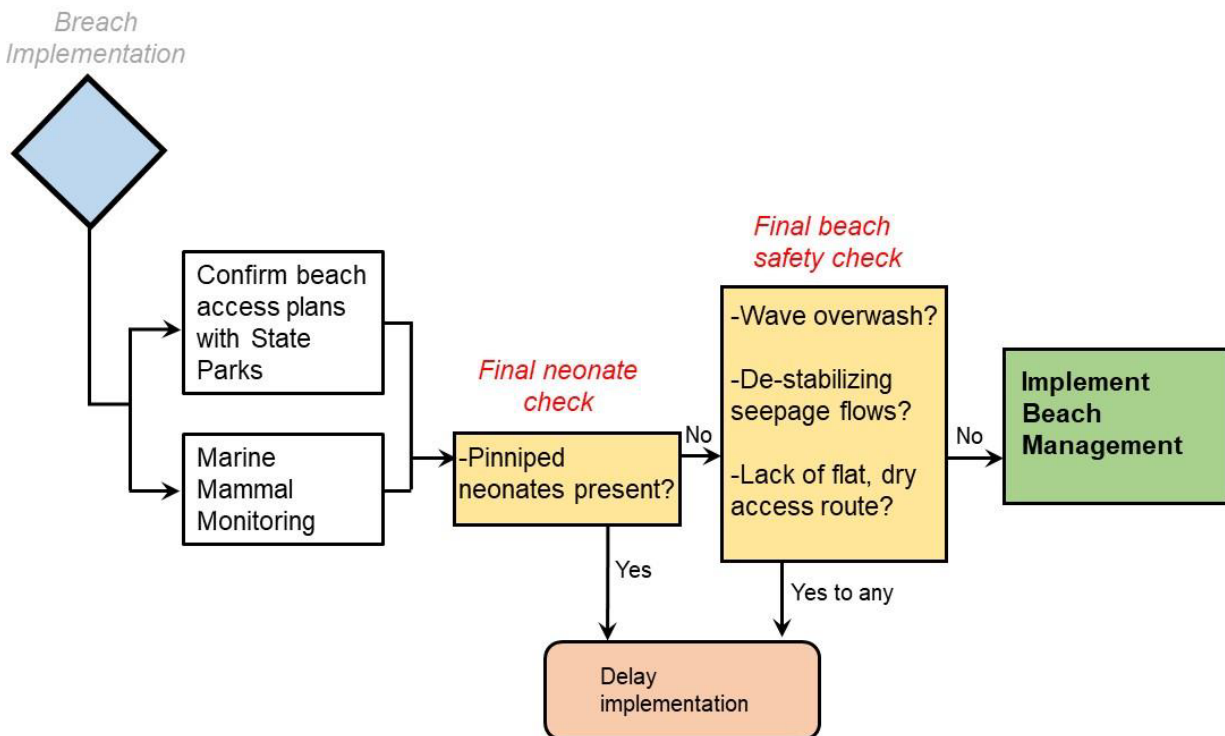 Breach
Implementation
Confirm beach
access plans
with State
Parks
Marine
Mammal
Monitoring
Final neonate
check
-Pinniped
neonates present?
No
Yes
Final beach
safety check
-Wave overwash?
-De-stabilizing
seepage flows?
-Lack of flat, dry
access route?
No
Yes to any
Implement
Beach
Management
Delay
implementation